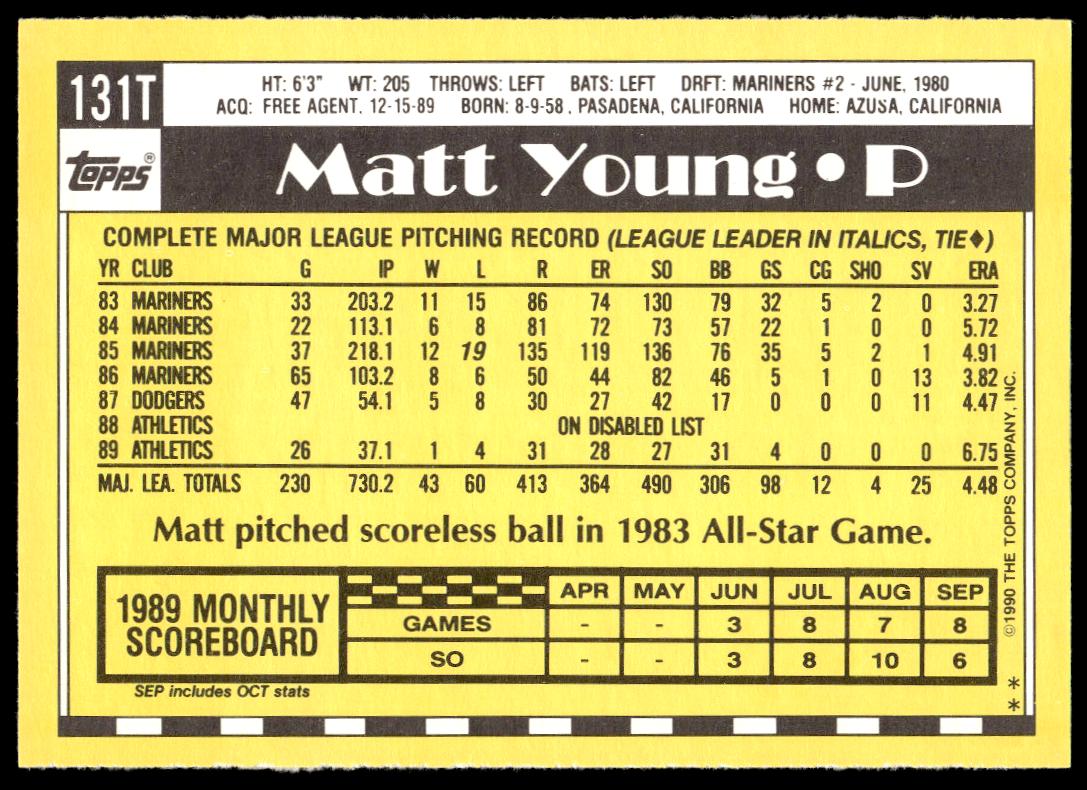 131T
HT: 6'3" WT: 205 THROWS: LEFT BATS: LEFT DRFT: MARINERS #2 - JUNE, 1980
ACQ: FREE AGENT, 12-15-89 BORN: 8-9-58, PASADENA, CALIFORNIA HOME: AZUSA, CALIFORNIA
Topps®
Matt Young • P
COMPLETE MAJOR LEAGUE PITCHING RECORD (LEAGUE LEADER IN ITALICS, TIE♦)
YR CLUB G IP W L R ER SO BB GS CG SHO SV ERA
83 MARINERS 33 203.2 11 15 86 74 130 79 32 5 2 0 3.27
84 MARINERS 22 113.1 6 8 81 72 73 57 22 1 0 0 5.72
85 MARINERS 37 218.1 12 19 135 119 136 76 35 5 2 1 4.91
86 MARINERS 65 103.2 8 6 50 44 82 46 5 1 0 13 3.82
87 DODGERS 47 54.1 5 8 30 27 42 17 0 0 0 11 4.47
88 ATHLETICS ON DISABLED LIST
89 ATHLETICS 26 37.1 1 4 31 28 27 31 4 0 0 0 6.75
MAJ. LEA. TOTALS 230 730.2 43 60 413 364 490 306 98 12 4 25 4.48
Matt pitched scoreless ball in 1983 All-Star Game.
1989 MONTHLY
SCOREBOARD
APR MAY JUN JUL AUG SEP
GAMES - - 3 8 7 8
SO - - 3 8 10 6
SEP includes OCT stats
©1990 THE TOPPS COMPANY, INC.
**